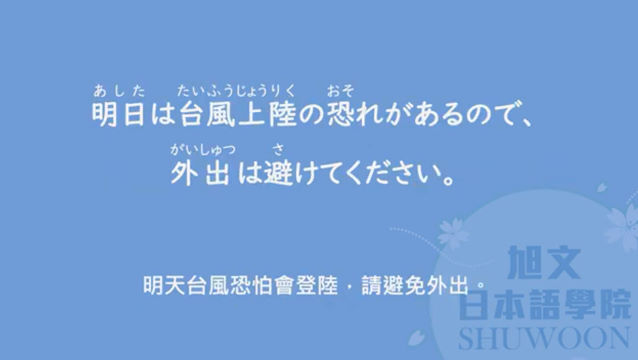 あした たいふうじょうりく おそ
明日は台風上陸の恐れがあるので、
がいしゅつ さ
外出は避けてください。
明天台風恐怕會登陸，請避免外出。
旭文
日本語學院
SHUWOON